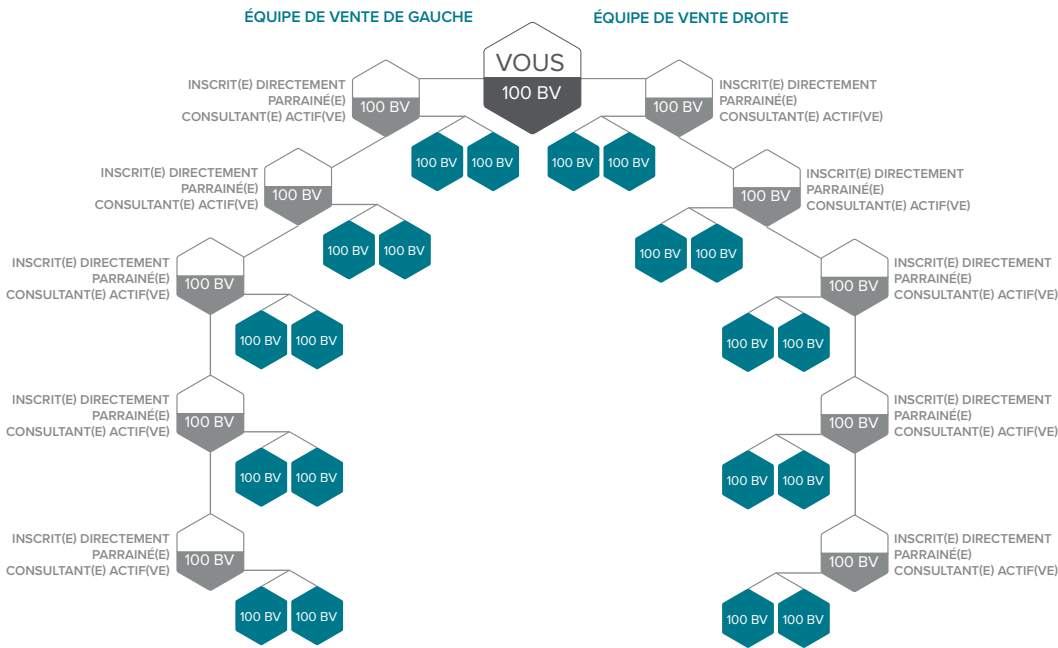 ÉQUIPE DE VENTE DE GAUCHE
ÉQUIPE DE VENTE DROITE
VOUS
100 BV
INSCRIT(E) DIRECTEMENT
PARRAINÉ(E)
CONSULTANT(E) ACTIF(VE)
100 BV
100 BV
INSCRIT(E) DIRECTEMENT
PARRAINÉ(E)
CONSULTANT(E) ACTIF(VE)
100 BV
100 BV
100 BV
100 BV
INSCRIT(E) DIRECTEMENT
PARRAINÉ(E)
CONSULTANT(E) ACTIF(VE)
100 BV
100 BV
INSCRIT(E) DIRECTEMENT
PARRAINÉ(E)
CONSULTANT(E) ACTIF(VE)
100 BV
100 BV
100 BV
100 BV
INSCRIT(E) DIRECTEMENT
PARRAINÉ(E)
CONSULTANT(E) ACTIF(VE)
100 BV
100 BV
INSCRIT(E) DIRECTEMENT
PARRAINÉ(E)
CONSULTANT(E) ACTIF(VE)
100 BV
100 BV
100 BV
100 BV
INSCRIT(E) DIRECTEMENT
PARRAINÉ(E)
CONSULTANT(E) ACTIF(VE)
100 BV
100 BV
INSCRIT(E) DIRECTEMENT
PARRAINÉ(E)
CONSULTANT(E) ACTIF(VE)
100 BV
100 BV
100 BV
100 BV
INSCRIT(E) DIRECTEMENT
PARRAINÉ(E)
CONSULTANT(E) ACTIF(VE)
100 BV
100 BV
INSCRIT(E) DIRECTEMENT
PARRAINÉ(E)
CONSULTANT(E) ACTIF(VE)
100 BV
100 BV
100 BV
100 BV